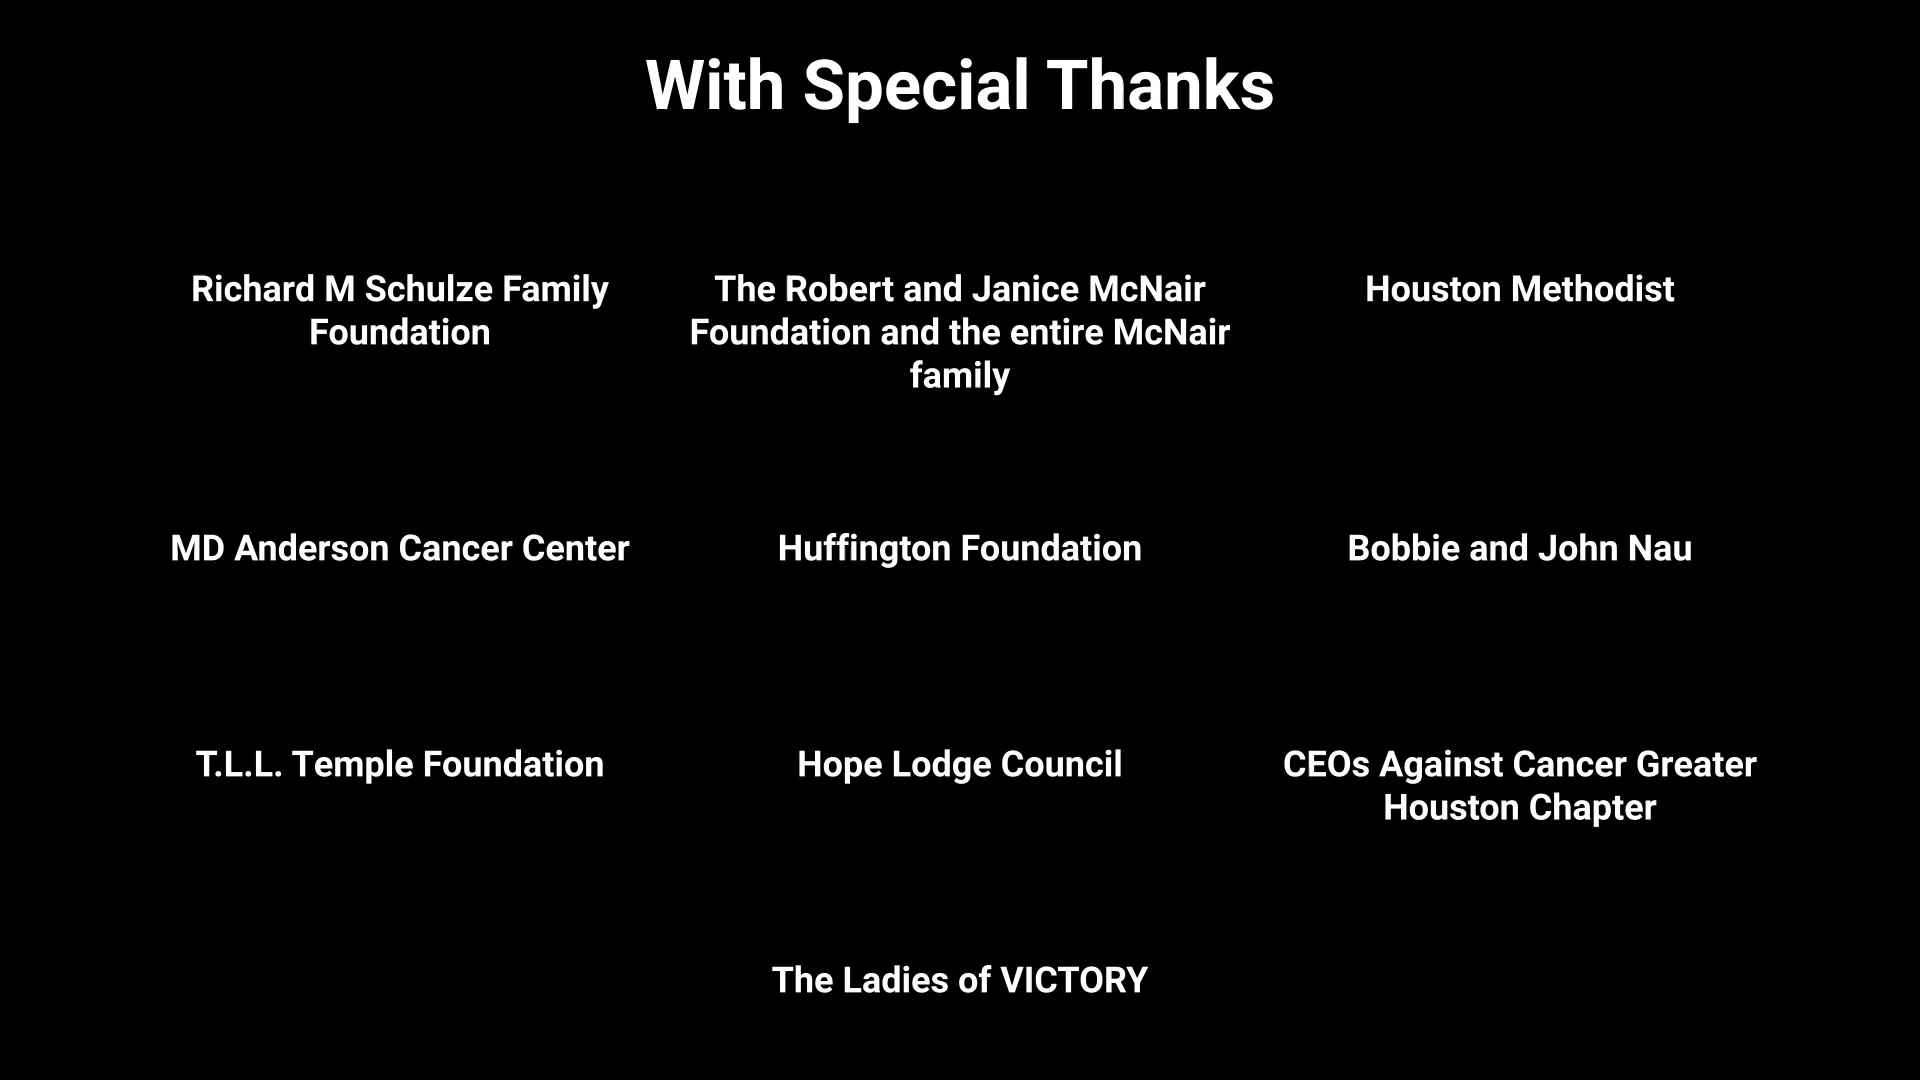 With Special Thanks
Richard M Schulze Family
Foundation
The Robert and Janice McNair
Foundation and the entire McNair
family
Houston Methodist
MD Anderson Cancer Center
Huffington Foundation
Bobbie and John Nau
T.L.L. Temple Foundation
Hope Lodge Council
CEOs Against Cancer Greater
Houston Chapter
The Ladies of VICTORY